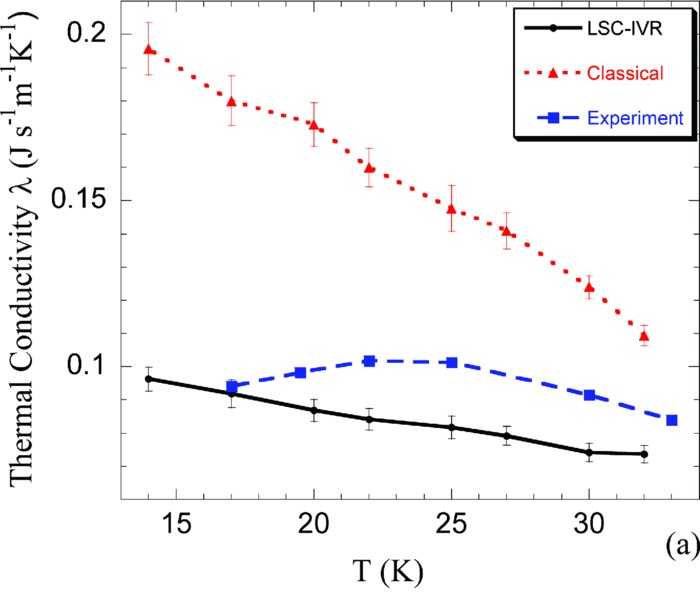 Thermal Conductivity λ (J s⁻¹m⁻¹K⁻¹)
0.2
0.15
0.1
LSC-IVR
Classical
Experiment
15 20 25 30
(a)
T (K)